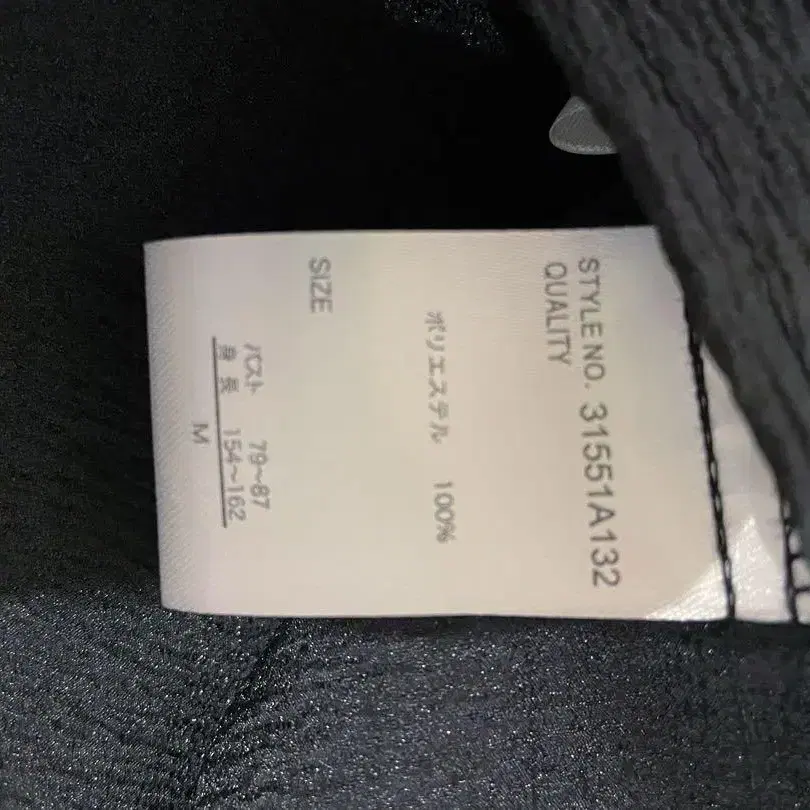 STYLE NO. 31551A132
QUALITY
ポリエステル 100%
SIZE
バスト 79~87
身長 154~162
M